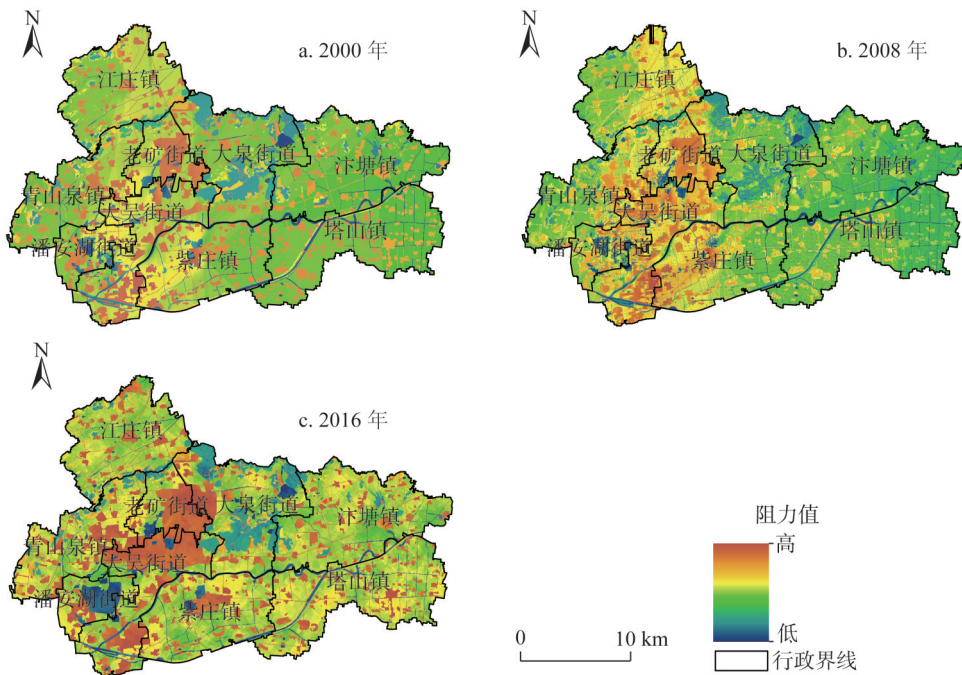 N
a. 2000 年
江庄镇
老矿街道
大泉街道
汴塘镇
青山泉镇
大吴街道
塔山镇
潘安湖街道
紫庄镇
N
b. 2008 年
江庄镇
老矿街道
大泉街道
汴塘镇
青山泉镇
大吴街道
塔山镇
潘安湖街道
紫庄镇
N
c. 2016 年
江庄镇
老矿街道
大泉街道
汴塘镇
青山泉镇
大吴街道
塔山镇
潘安湖街道
紫庄镇
阻力值
高
低
行政界线
0
10 km